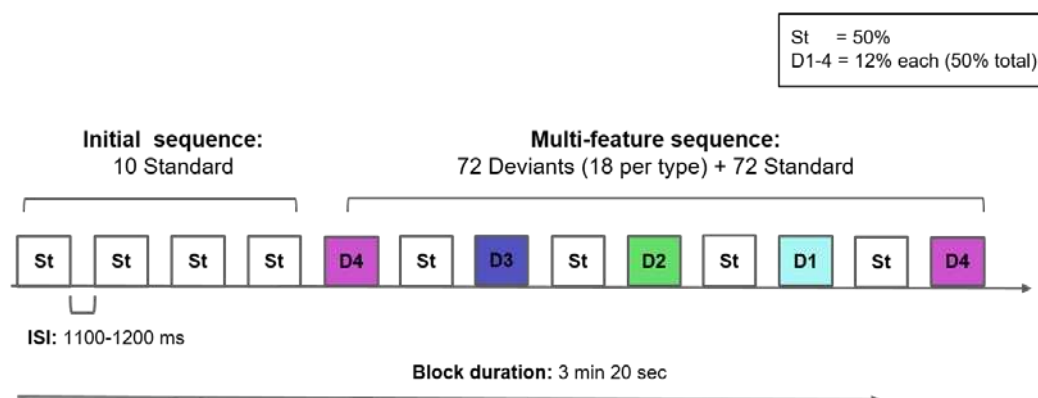 St = 50%
D1-4 = 12% each (50% total)
Initial sequence:
10 Standard
Multi-feature sequence:
72 Deviants (18 per type) + 72 Standard
St St St St D4 St D3 St D2 St D1 St D4
ISI: 1100-1200 ms
Block duration: 3 min 20 sec